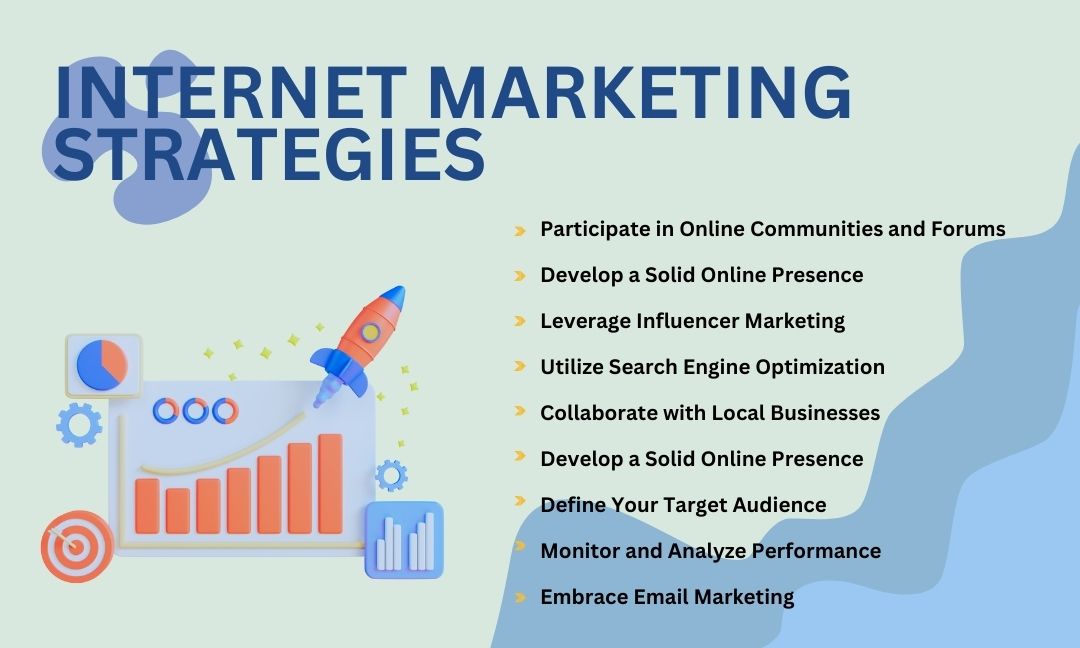 INTERNET MARKETING
STRATEGIES
Participate in Online Communities and Forums
Develop a Solid Online Presence
Leverage Influencer Marketing
Utilize Search Engine Optimization
Collaborate with Local Businesses
Develop a Solid Online Presence
Define Your Target Audience
Monitor and Analyze Performance
Embrace Email Marketing